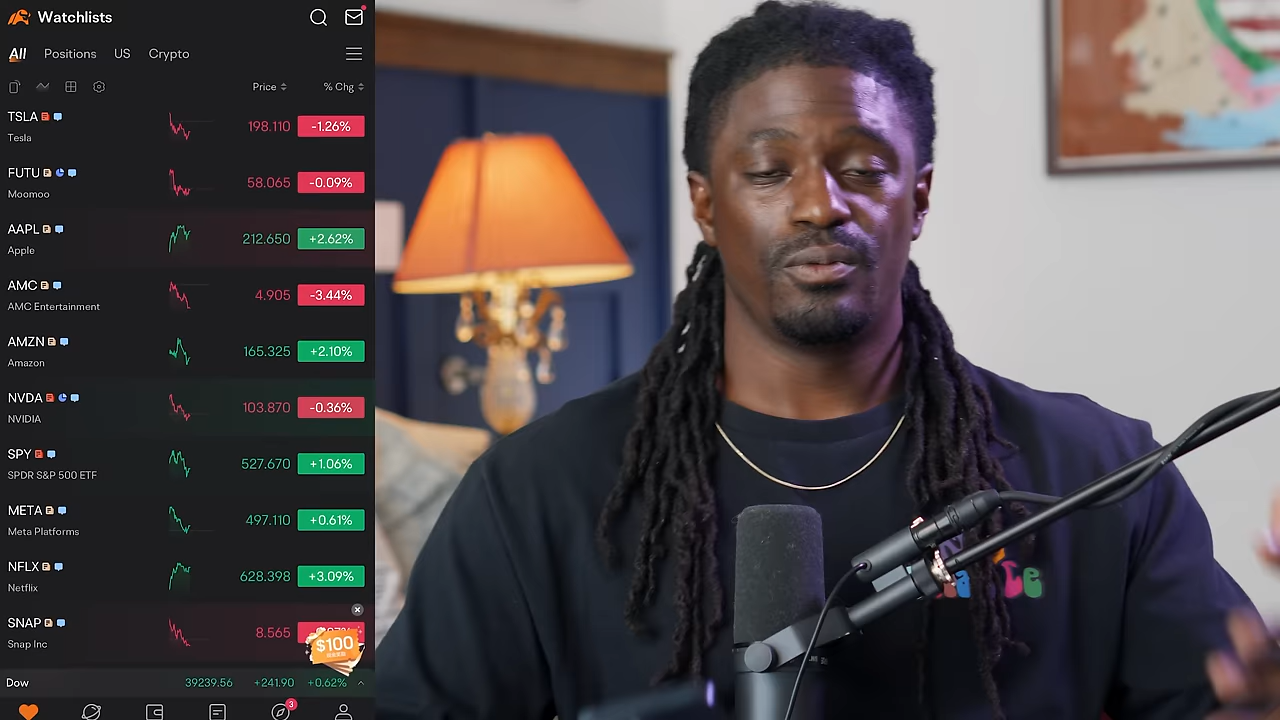 Watchlists
All Positions US Crypto
Price % Chg
TSLA
198.110 -1.26%
Tesla
FUTU
58.065 -0.09%
Moomoo
AAPL
212.650 +2.62%
Apple
AMC
4.905 -3.44%
AMC Entertainment
AMZN
165.325 +2.10%
Amazon
NVDA
103.870 -0.36%
NVIDIA
SPY
527.670 +1.06%
SPDR S&P 500 ETF
META
497.110 +0.61%
Meta Platforms
NFLX
628.398 +3.09%
Netflix
SNAP
8.565
Snap Inc
$100
Dow 39239.56 +241.90 +0.62%
3